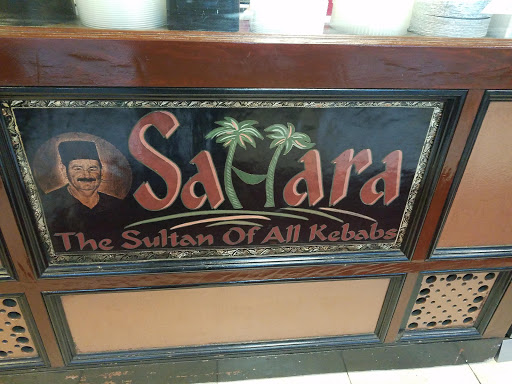 SaHara
The Sultan Of All Kebabs